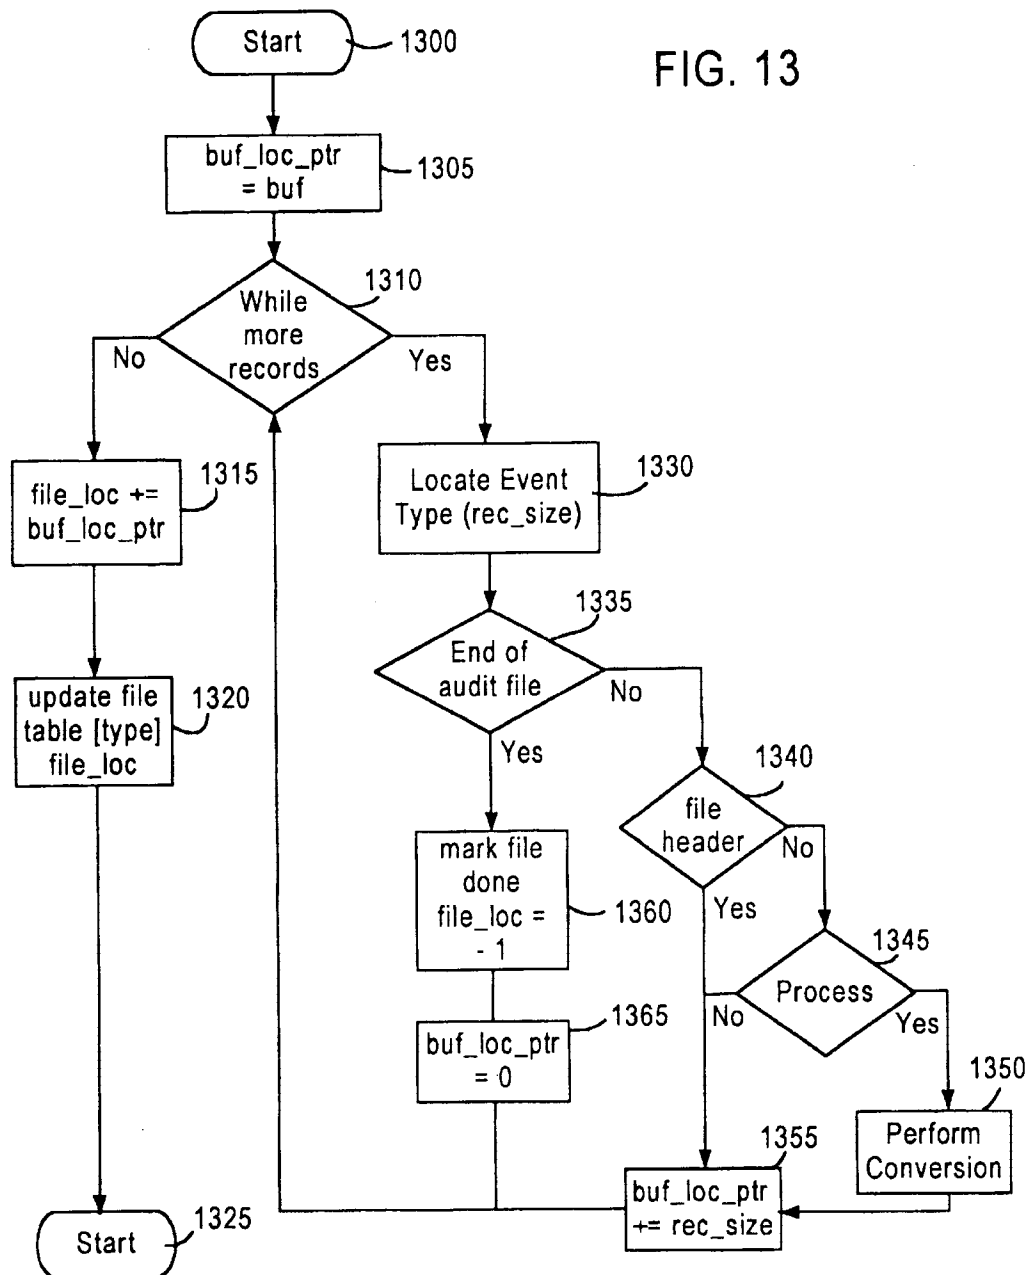 Start
1300
FIG. 13
buf_loc_ptr
= buf
1305
While
more
records
1310
No
Yes
file_loc +=
buf_loc_ptr
1315
Locate Event
Type (rec_size)
1330
End of
audit file
1335
No
Yes
update file
table [type]
file_loc
1320
file
header
1340
No
Yes
mark file
done
file_loc =
- 1
1360
Process
1345
No
Yes
buf_loc_ptr
= 0
1365
Perform
Conversion
1350
buf_loc_ptr
+= rec_size
1355
Start
1325